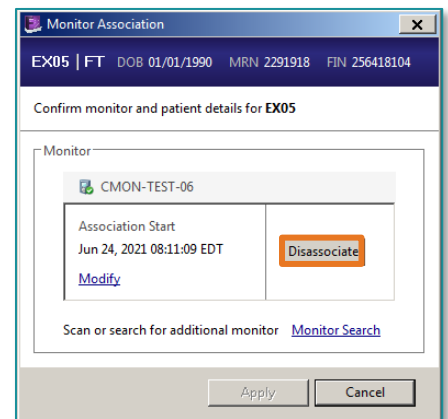 Monitor Association
EX05 | FT DOB 01/01/1990 MRN 2291918 FIN 256418104
Confirm monitor and patient details for EX05
Monitor
CMON-TEST-06
Association Start
Jun 24, 2021 08:11:09 EDT
Disassociate
Modify
Scan or search for additional monitor Monitor Search
Apply Cancel